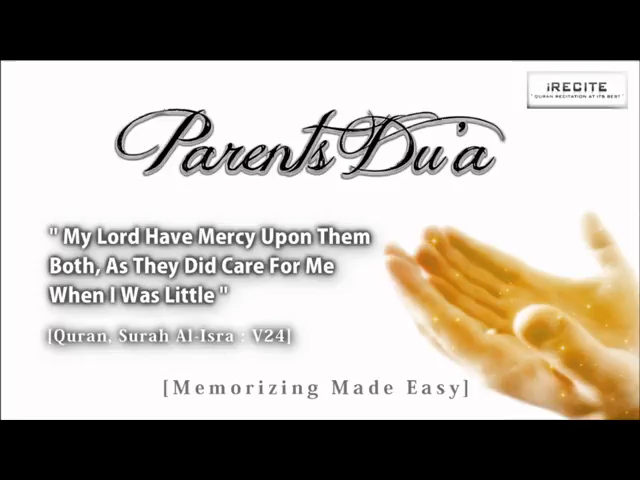 iRECITE
" QURAN RECITATION AT ITS BEST "
Parents Du'a
" My Lord Have Mercy Upon Them
Both, As They Did Care For Me
When I Was Little "
[Quran, Surah Al-Isra : V24]
[Memorizing Made Easy]